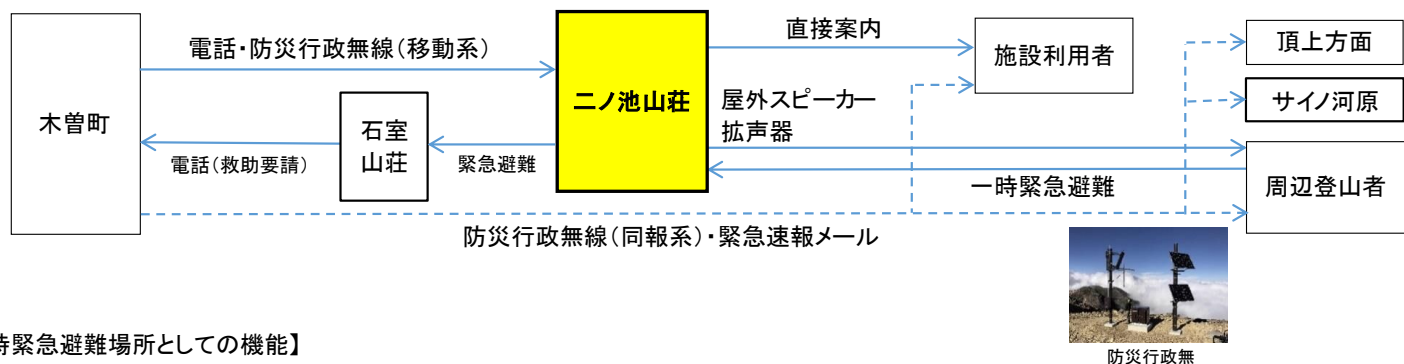 電話・防災行政無線(移動系)
直接案内
頂上方面
施設利用者
木曽町
二ノ池山荘
屋外スピーカー
拡声器
サイノ河原
石室
山荘
電話(救助要請)
緊急避難
一時緊急避難
周辺登山者
防災行政無線(同報系)・緊急速報メール
時緊急避難場所としての機能】
防災行政無